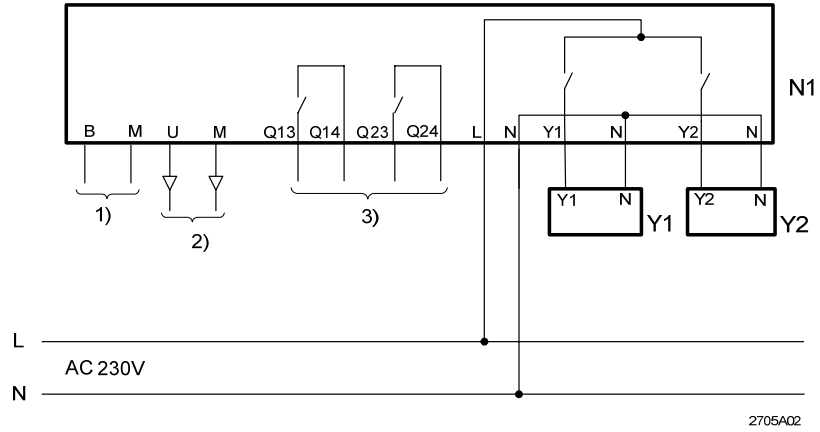 N1
B M U M Q13 Q14 Q23 Q24 L N Y1 N Y2 N
1) 2) 3)
Y1 N Y1 Y2 N Y2
L
AC 230V
N
2705A02